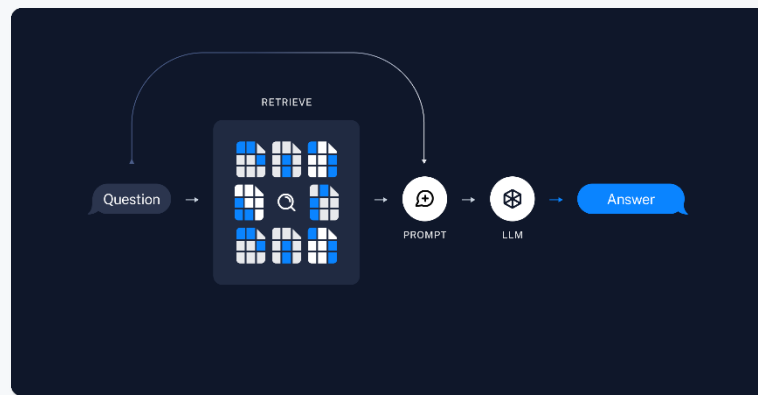 RETRIEVE
Question
Answer
PROMPT
LLM